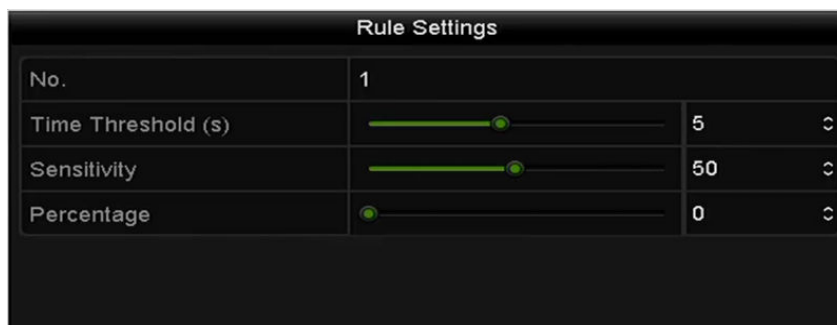 Rule Settings
No. 1
Time Threshold (s) 5
Sensitivity 50
Percentage 0